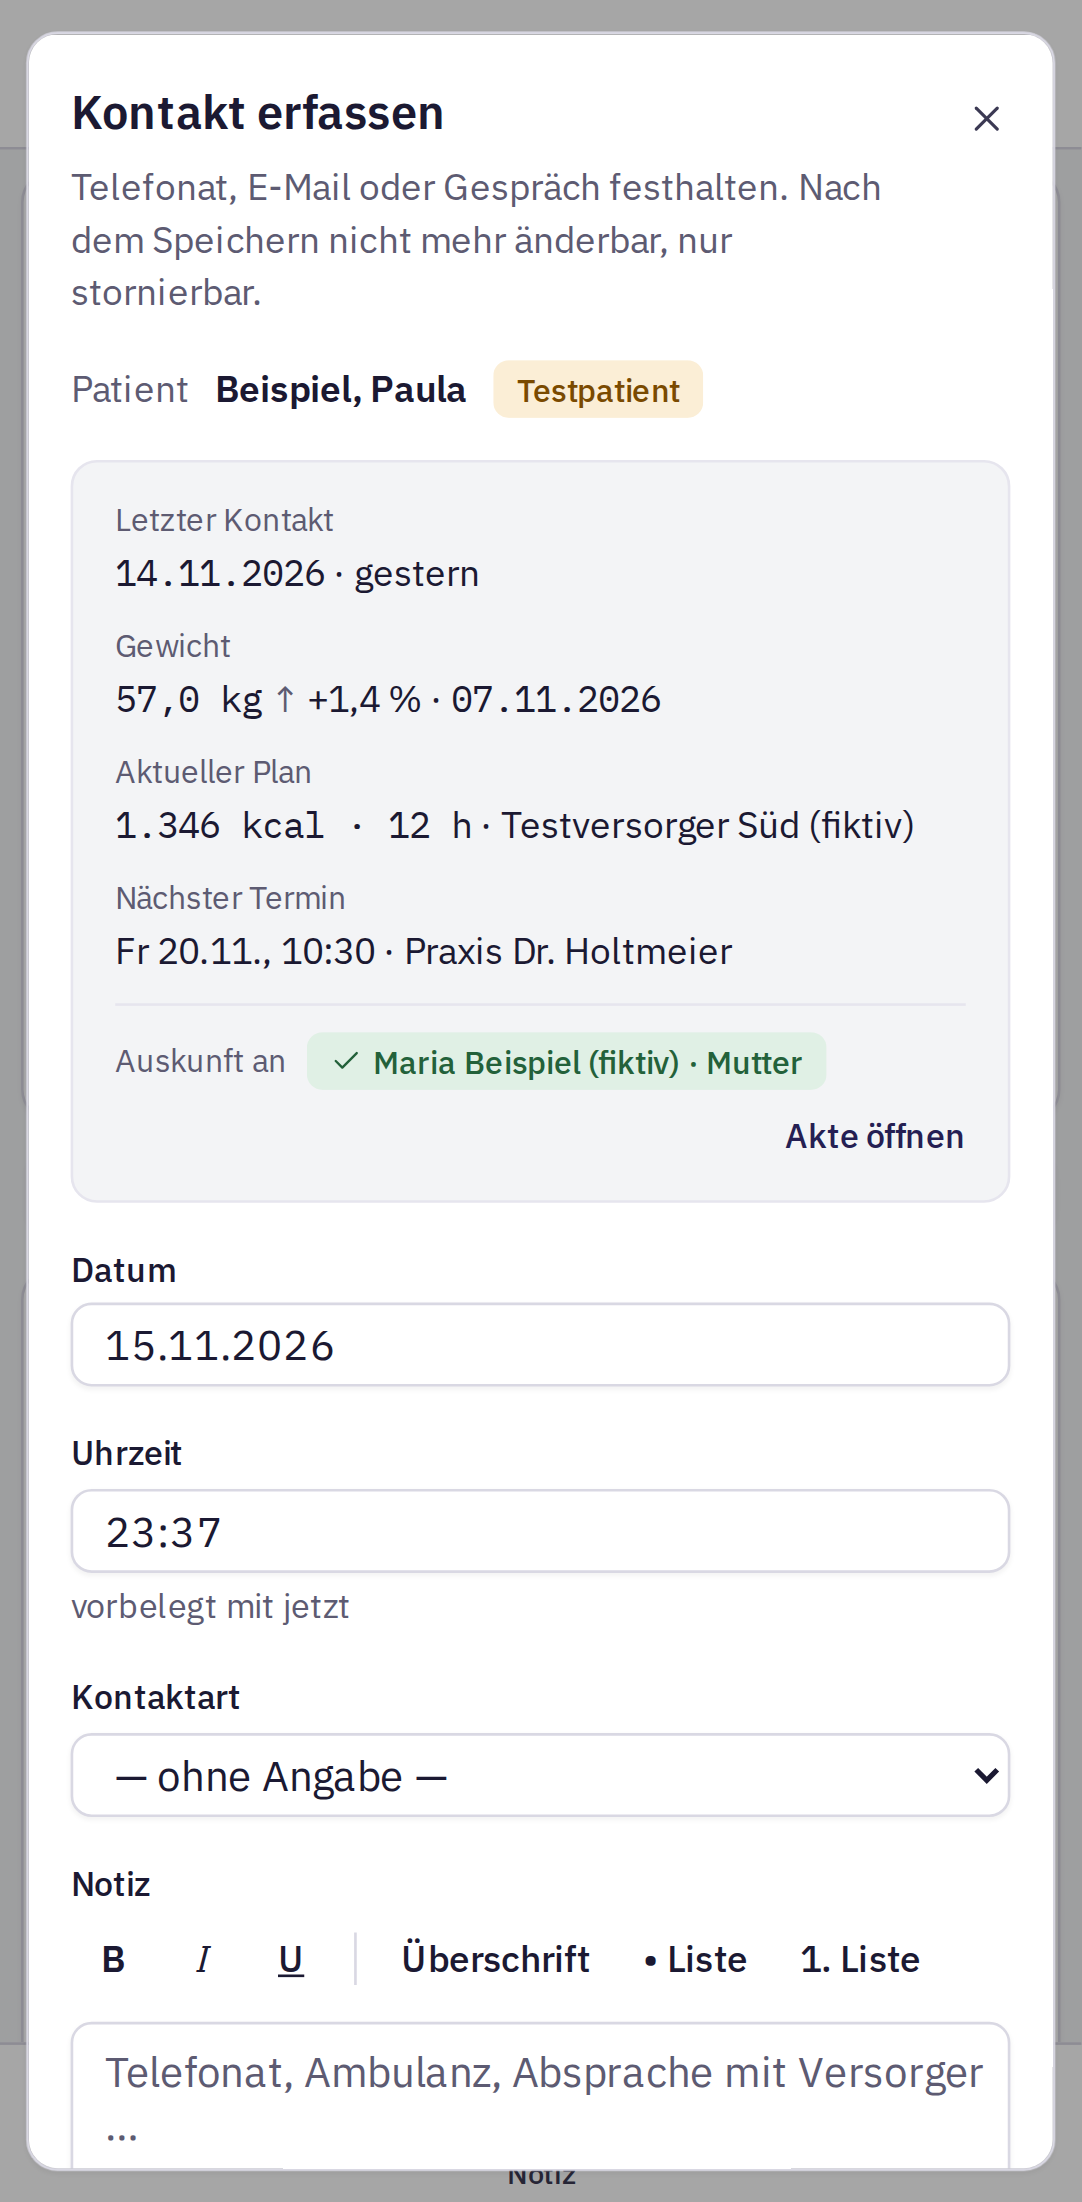 Kontakt erfassen
Telefonat, E-Mail oder Gespräch festhalten. Nach
dem Speichern nicht mehr änderbar, nur
stornierbar.
Patient Beispiel, Paula Testpatient
Letzter Kontakt
14.11.2026 · gestern
Gewicht
57,0 kg ↑ +1,4 % · 07.11.2026
Aktueller Plan
1.346 kcal · 12 h · Testversorger Süd (fiktiv)
Nächster Termin
Fr 20.11., 10:30 · Praxis Dr. Holtmeier
Auskunft an ✓ Maria Beispiel (fiktiv) · Mutter
Akte öffnen
Datum
15.11.2026
Uhrzeit
23:37
vorbelegt mit jetzt
Kontaktart
— ohne Angabe —
Notiz
B I U Überschrift • Liste 1. Liste
Telefonat, Ambulanz, Absprache mit Versorger
…
Notiz